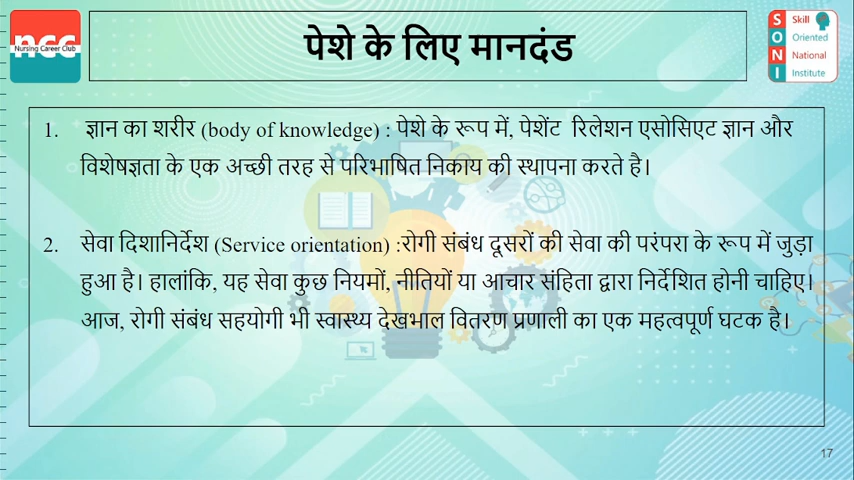 ncc
Nursing Career Club
पेशे के लिए मानदंड
S Skill
O Oriented
N National
I Institute
1. ज्ञान का शरीर (body of knowledge) : पेशे के रूप में, पेशेंट रिलेशन एसोसिएट ज्ञान और
विशेषज्ञता के एक अच्छी तरह से परिभाषित निकाय की स्थापना करते है।
2. सेवा दिशानिर्देश (Service orientation) :रोगी संबंध दूसरों की सेवा की परंपरा के रूप में जुड़ा
हुआ है। हालांकि, यह सेवा कुछ नियमों, नीतियों या आचार संहिता द्वारा निर्देशित होनी चाहिए।
आज, रोगी संबंध सहयोगी भी स्वास्थ्य देखभाल वितरण प्रणाली का एक महत्वपूर्ण घटक है।
17